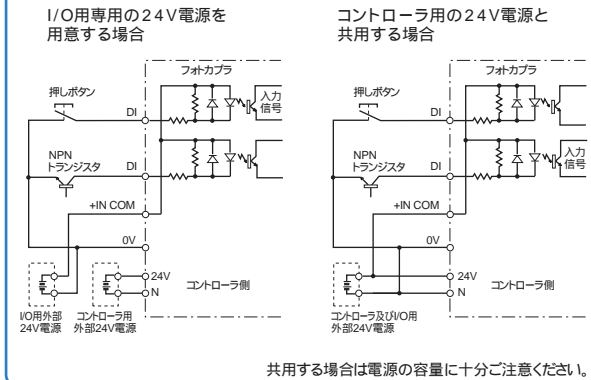 I/O用専用の24V電源を
用意する場合
フォトカプラ
押しボタン
DI
入力
信号
NPN
トランジスタ
DI
+IN COM
0V
24V
N
コントローラ側
I/O用外部
24V電源
コントローラ用
外部24V電源
コントローラ用の24V電源と
共用する場合
フォトカプラ
押しボタン
DI
NPN
トランジスタ
DI
入力
信号
+IN COM
0V
24V
N
コントローラ側
コントローラ及びI/O用
外部24V電源
共用する場合は電源の容量に十分ご注意ください。